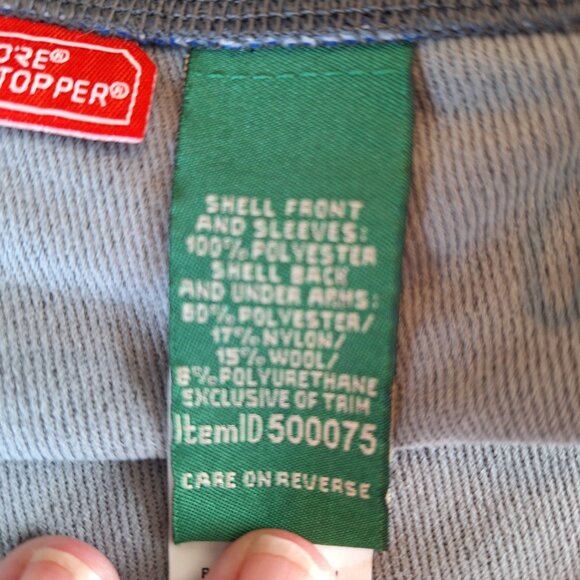 ORE®
TOPPER®
SHELL FRONT
AND SLEEVES:
100% POLYESTER
SHELL BACK
AND UNDER ARMS:
60% POLYESTER/
17% NYLON/
15% WOOL/
8% POLYURETHANE
EXCLUSIVE OF TRIM
ItemID 500075
CARE ON REVERSE